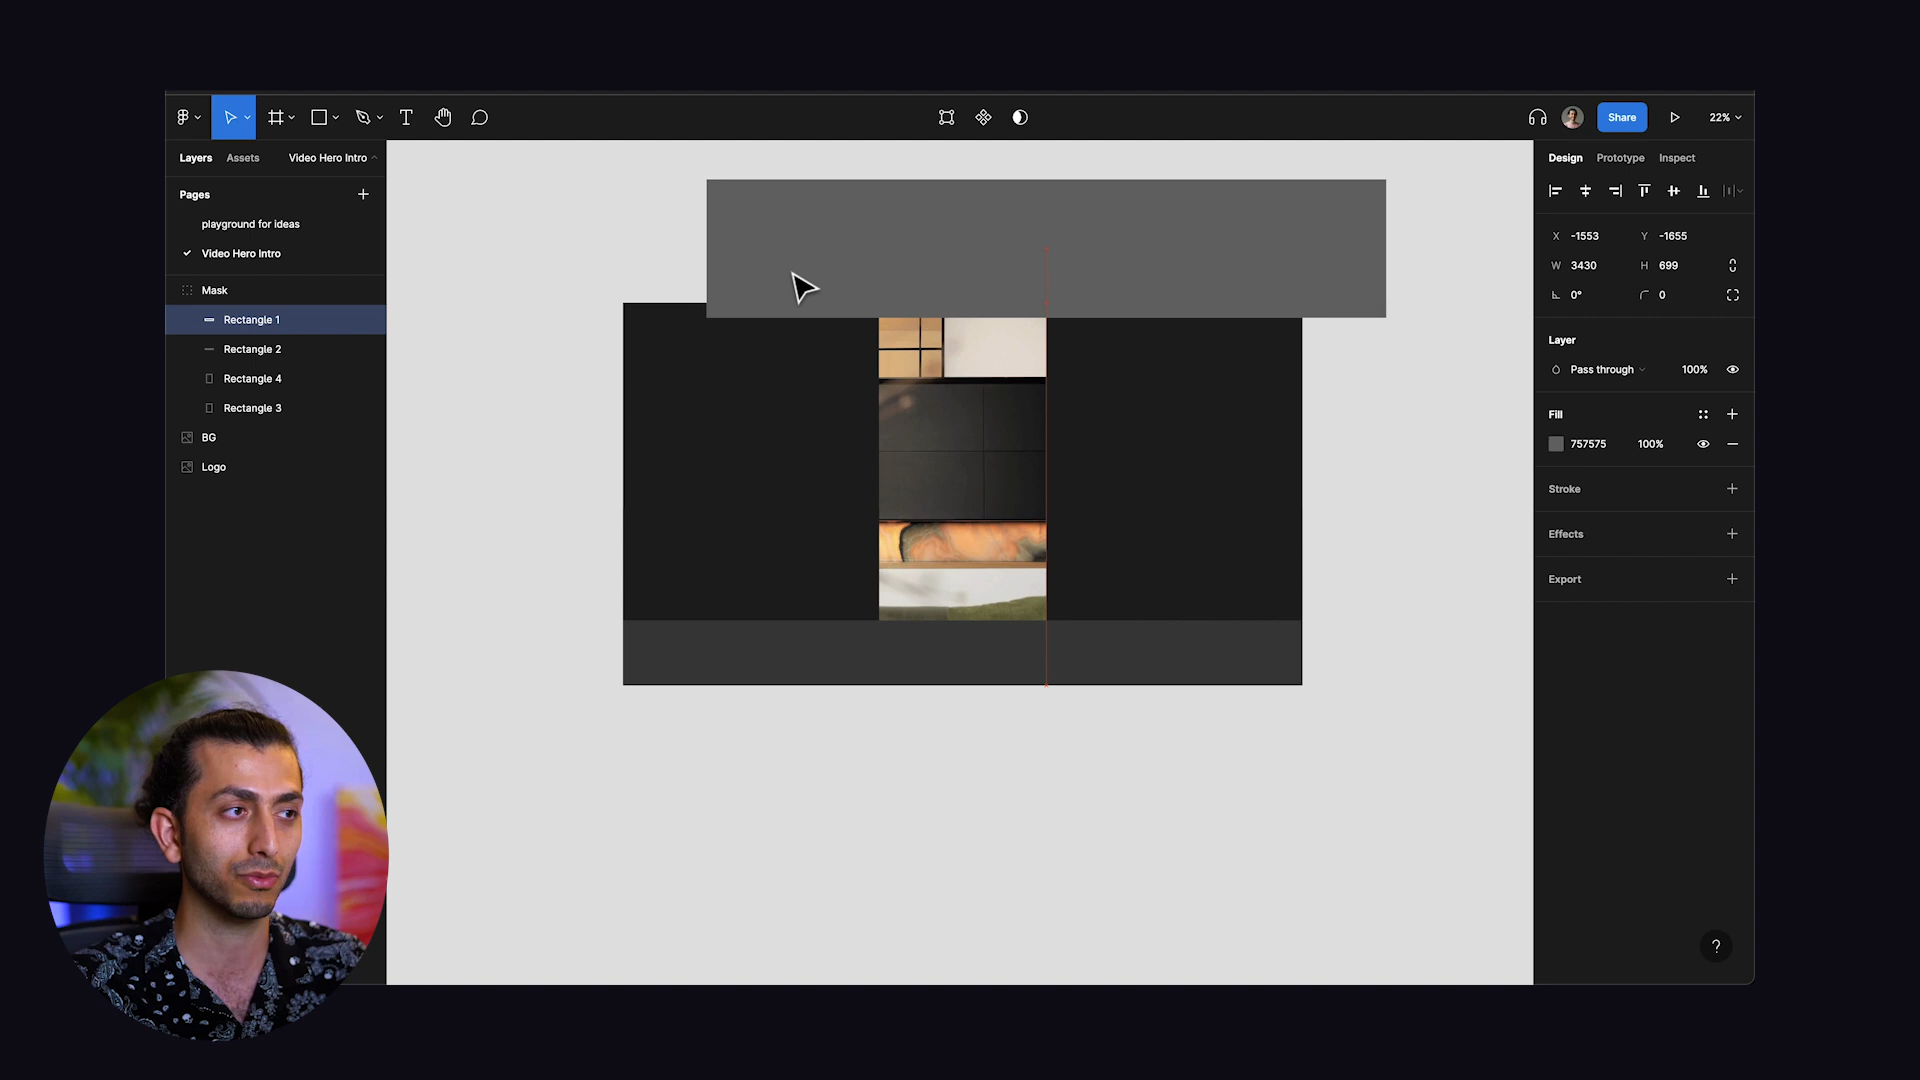 Share
22%
Layers
Assets
Video Hero Intro
Pages
playground for ideas
Video Hero Intro
Mask
Rectangle 1
Rectangle 2
Rectangle 4
Rectangle 3
BG
Logo
Design
Prototype
Inspect
X -1553
Y -1655
W 3430
H 699
0°
0
Layer
Pass through
100%
Fill
757575
100%
Stroke
Effects
Export
?